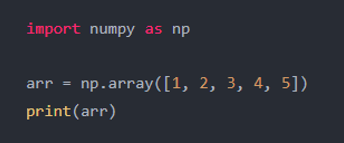 import numpy as np
arr = np.array([1, 2, 3, 4, 5])
print(arr)